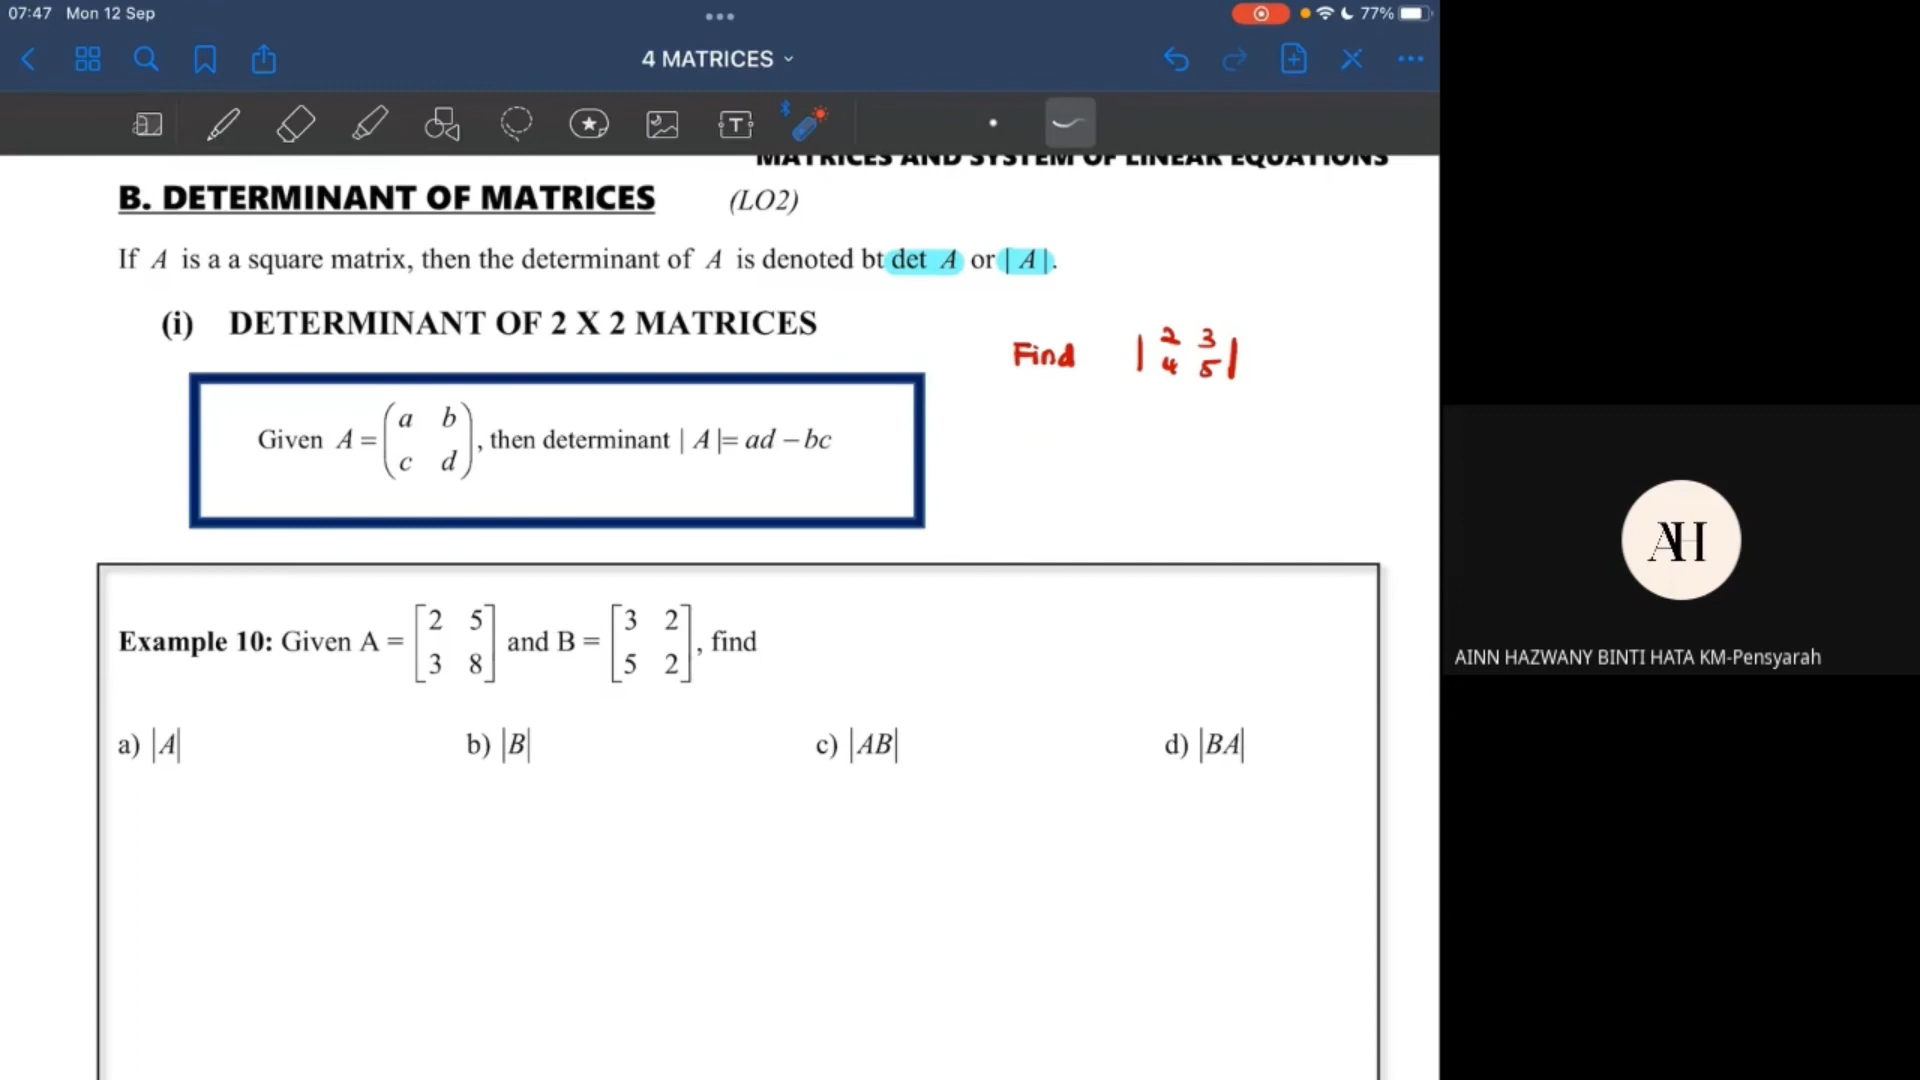 07:47 Mon 12 Sep
77%
4 MATRICES
T
MATRICES AND SYSTEM OF LINEAR EQUATIONS
B. DETERMINANT OF MATRICES (LO2)
If A is a a square matrix, then the determinant of A is denoted bt det A or | A |.
(i) DETERMINANT OF 2 X 2 MATRICES
Find | 2 3
4 5 |
Given A = ( a b
c d ), then determinant | A |= ad − bc
Example 10: Given A = [ 2 5
3 8 ] and B = [ 3 2
5 2 ], find
a) |A| b) |B| c) |AB| d) |BA|
AH
AINN HAZWANY BINTI HATA KM-Pensyarah